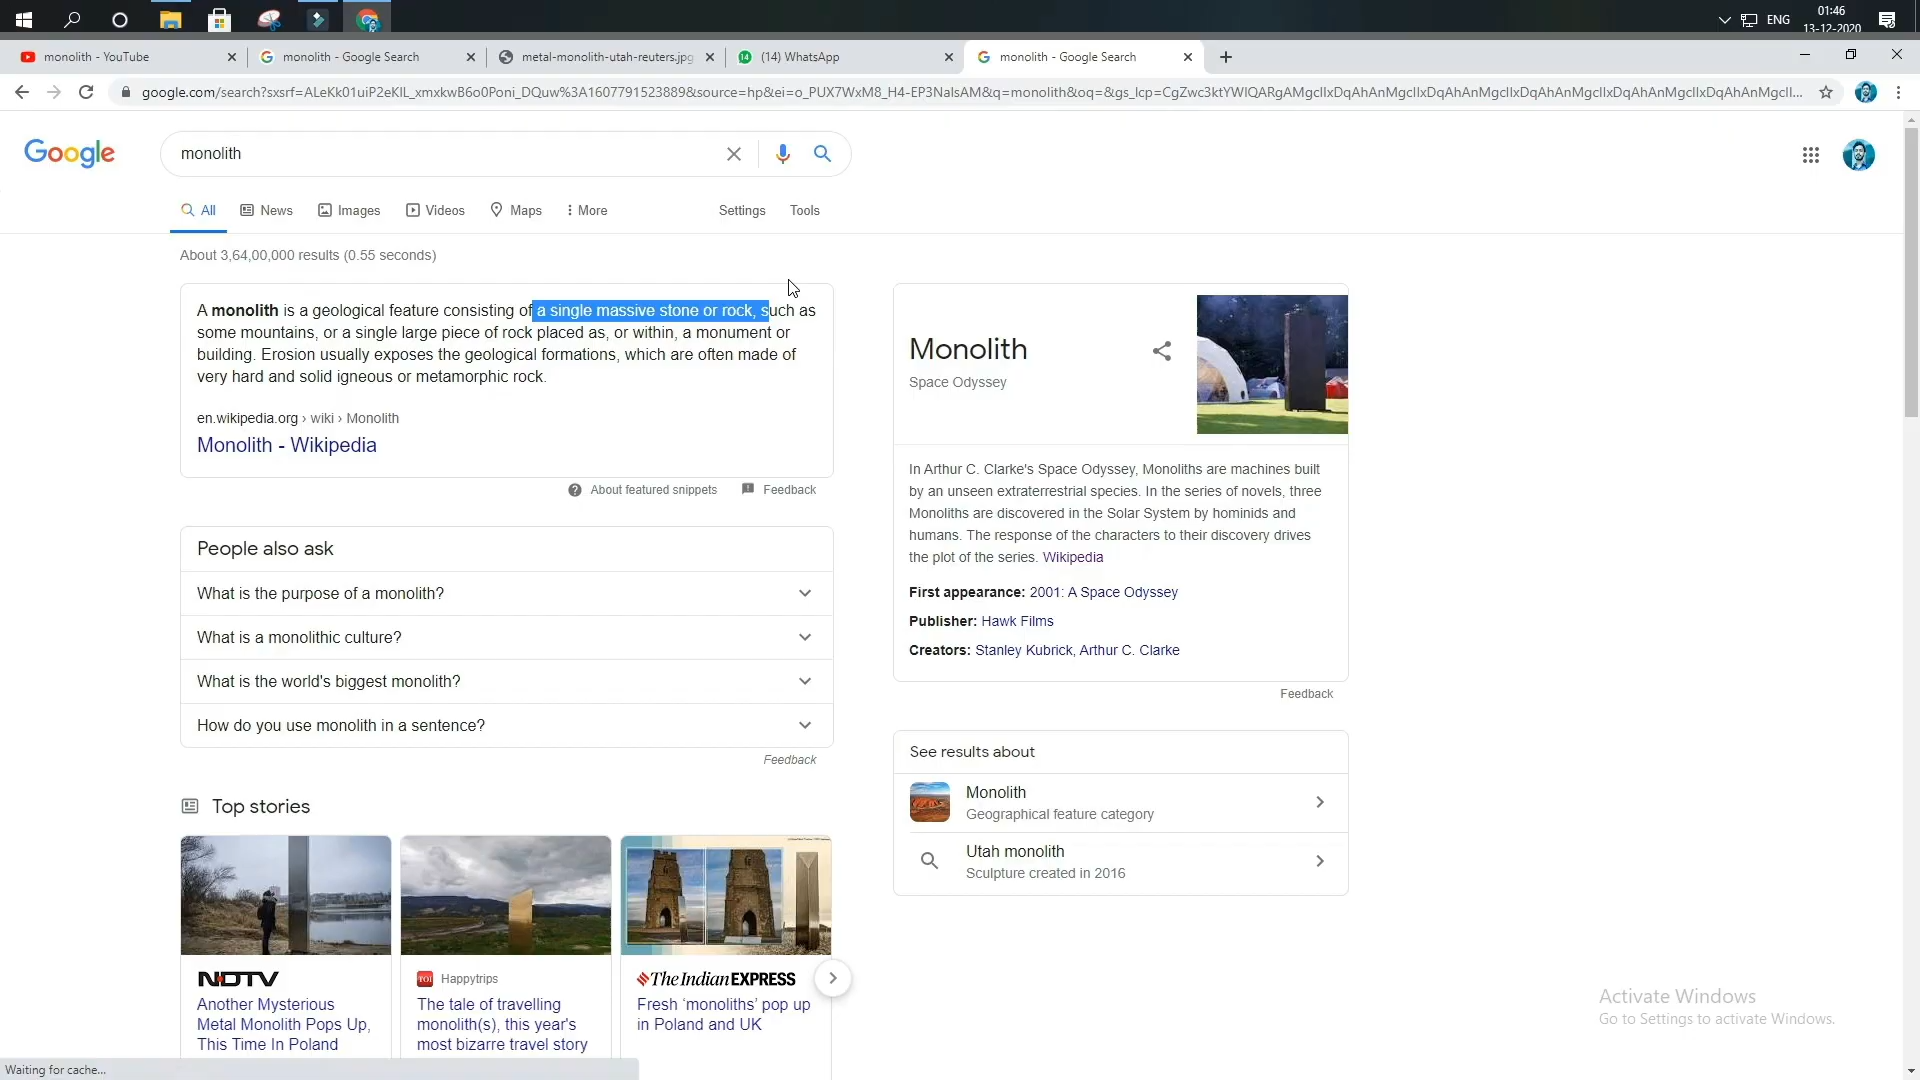 01:46
ENG
13-12-2020
monolith - YouTube
monolith - Google Search
metal-monolith-utah-reuters.jpg
(14) WhatsApp
monolith - Google Search
google.com/search?sxsrf=ALeKk01uiP2eKlL_xmxkwB6o0Poni_DQuw%3A1607791523889&source=hp&ei=o_PUX7WxM8_H4-EP3NalsAM&q=monolith&oq=&gs_lcp=CgZwc3ktYWIQARgAMgcIIxDqAhAnMgcIIxDqAhAnMgcIIxDqAhAnMgcIIxDqAhAnMgcIIxDqAhAnMgcII...
Google
monolith
All
News
Images
Videos
Maps
More
Settings
Tools
About 3,64,00,000 results (0.55 seconds)
A monolith is a geological feature consisting of a single massive stone or rock, such as
some mountains, or a single large piece of rock placed as, or within, a monument or
building. Erosion usually exposes the geological formations, which are often made of
very hard and solid igneous or metamorphic rock.
en.wikipedia.org › wiki › Monolith
Monolith - Wikipedia
About featured snippets
Feedback
People also ask
What is the purpose of a monolith?
What is a monolithic culture?
What is the world's biggest monolith?
How do you use monolith in a sentence?
Feedback
Top stories
NDTV
Another Mysterious
Metal Monolith Pops Up,
This Time In Poland
TOI Happytrips
The tale of travelling
monolith(s), this year's
most bizarre travel story
The Indian EXPRESS
Fresh ‘monoliths’ pop up
in Poland and UK
Monolith
Space Odyssey
In Arthur C. Clarke's Space Odyssey, Monoliths are machines built
by an unseen extraterrestrial species. In the series of novels, three
Monoliths are discovered in the Solar System by hominids and
humans. The response of the characters to their discovery drives
the plot of the series. Wikipedia
First appearance: 2001: A Space Odyssey
Publisher: Hawk Films
Creators: Stanley Kubrick, Arthur C. Clarke
Feedback
See results about
Monolith
Geographical feature category
Utah monolith
Sculpture created in 2016
Activate Windows
Go to Settings to activate Windows.
Waiting for cache...